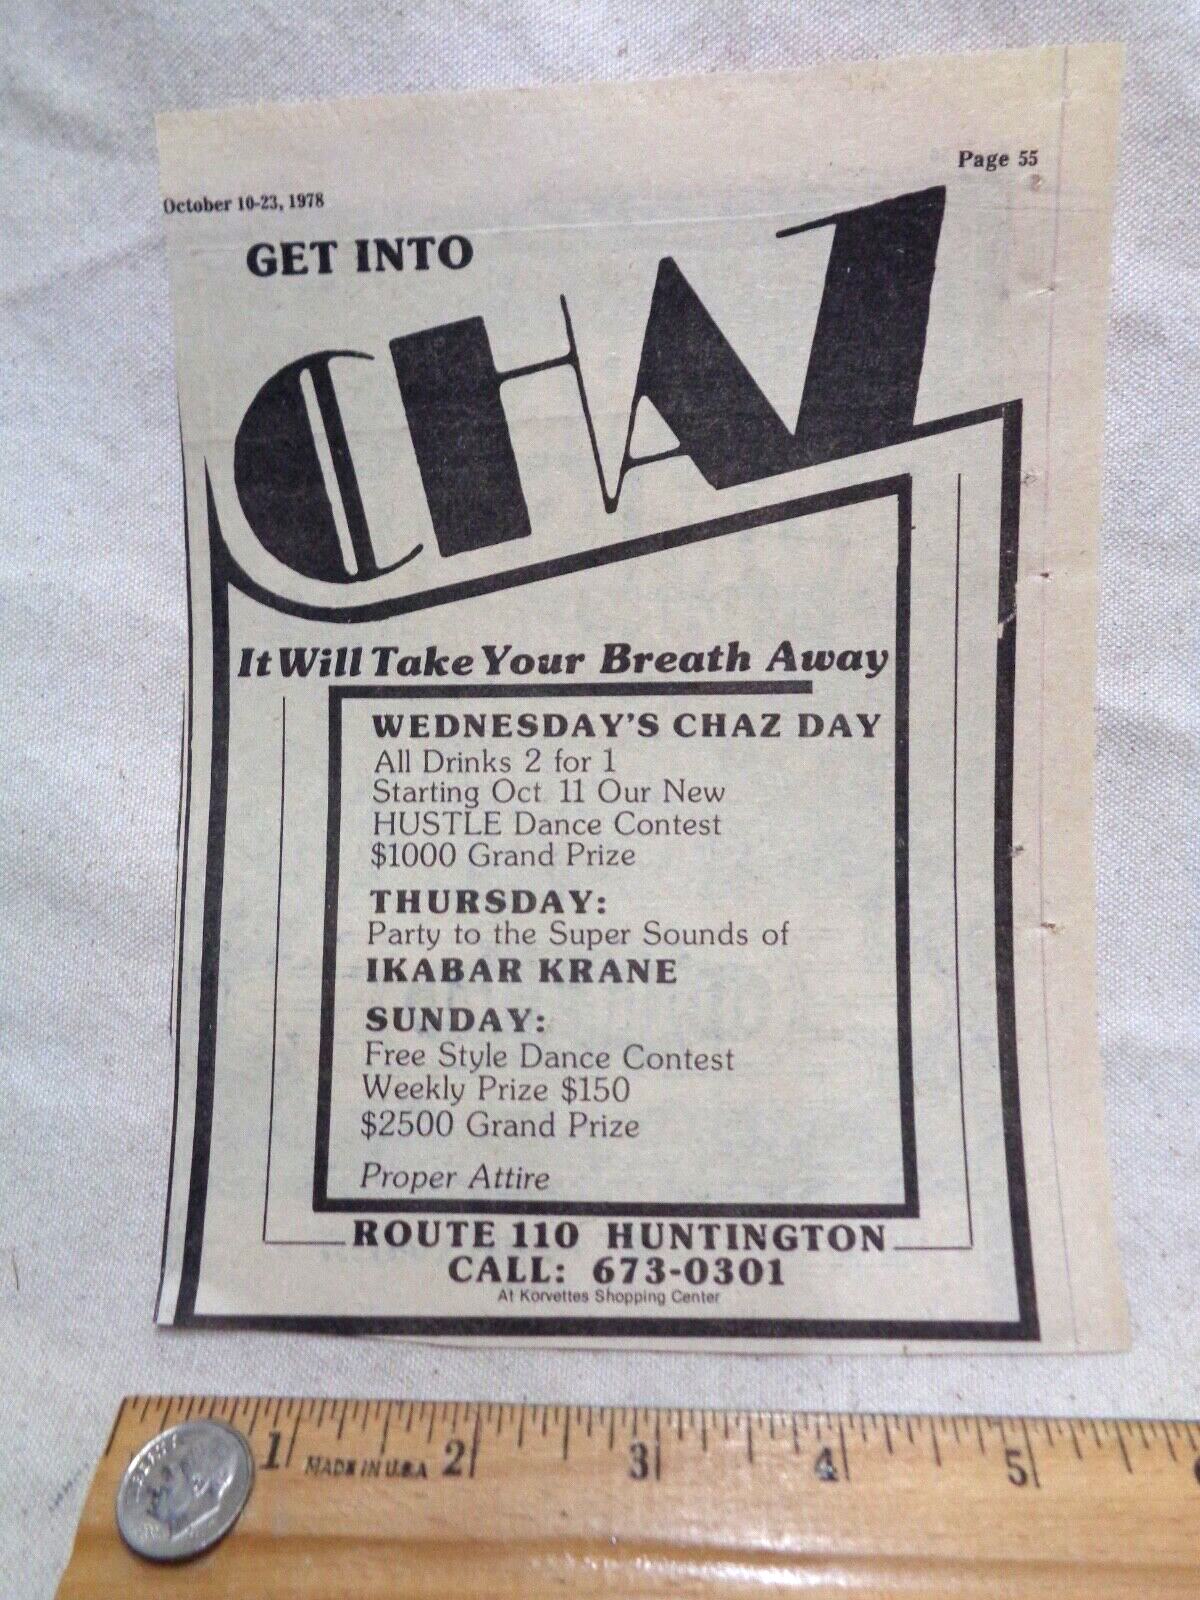 October 10-23, 1978
Page 55
GET INTO
CHAZ
It Will Take Your Breath Away
WEDNESDAY'S CHAZ DAY
All Drinks 2 for 1
Starting Oct. 11 Our New
HUSTLE Dance Contest
$1000 Grand Prize
THURSDAY:
Party to the Super Sounds of
IKABAR KRANE
SUNDAY:
Free Style Dance Contest
Weekly Prize $150
$2500 Grand Prize
Proper Attire
ROUTE 110 HUNTINGTON
CALL: 673-0301
At Korvettes Shopping Center
1 MADE IN U.S.A 2 3 4 5